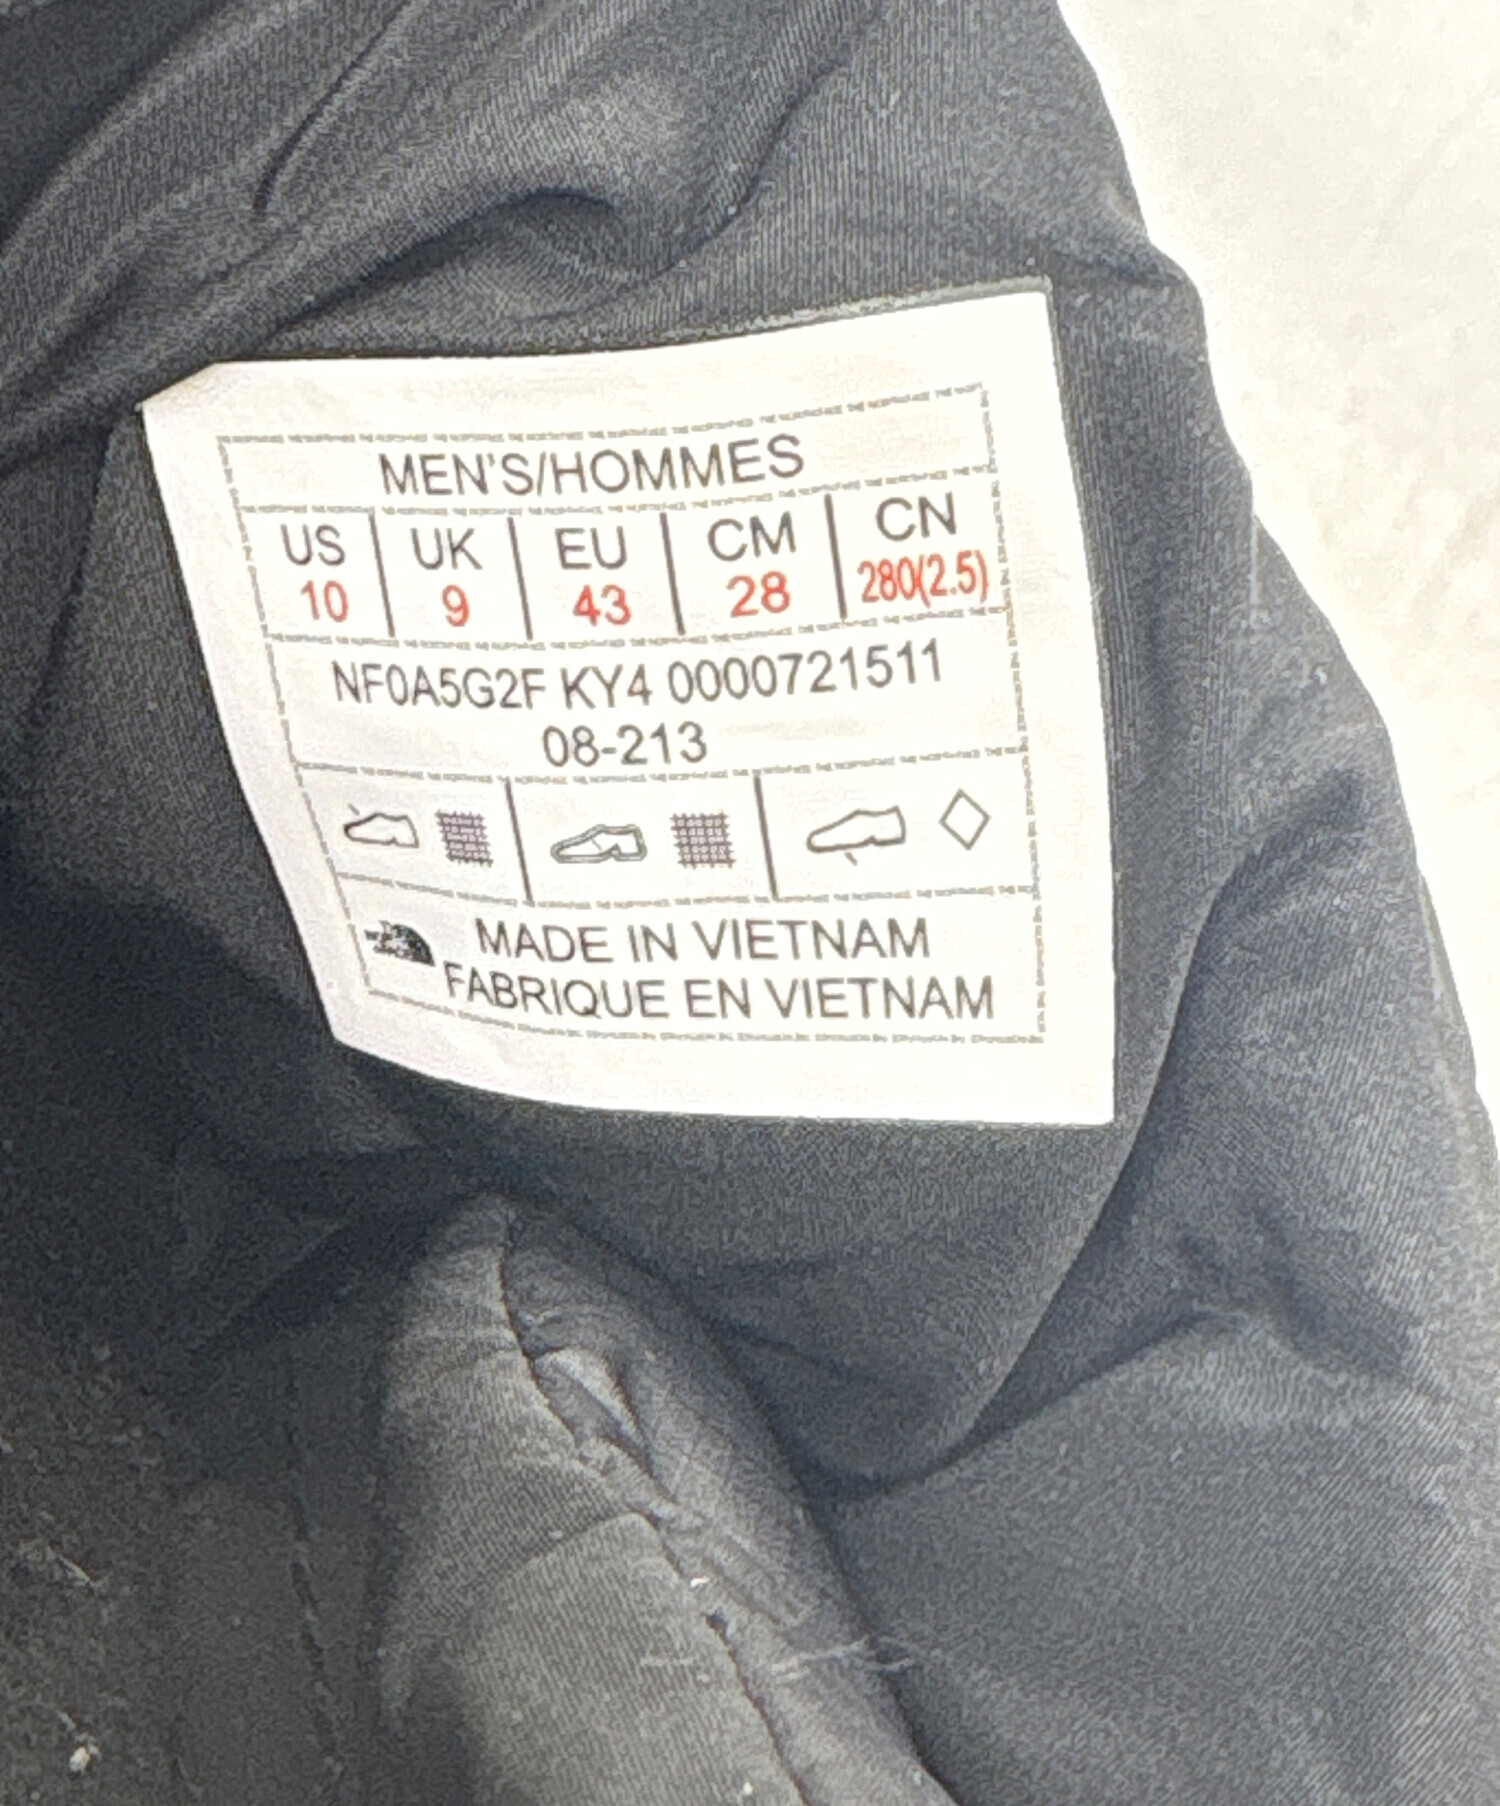 MEN'S/HOMMES
US UK EU CM CN
10 9 43 28 280(2.5)
NF0A5G2F KY4 0000721511
08-213
MADE IN VIETNAM
FABRIQUE EN VIETNAM